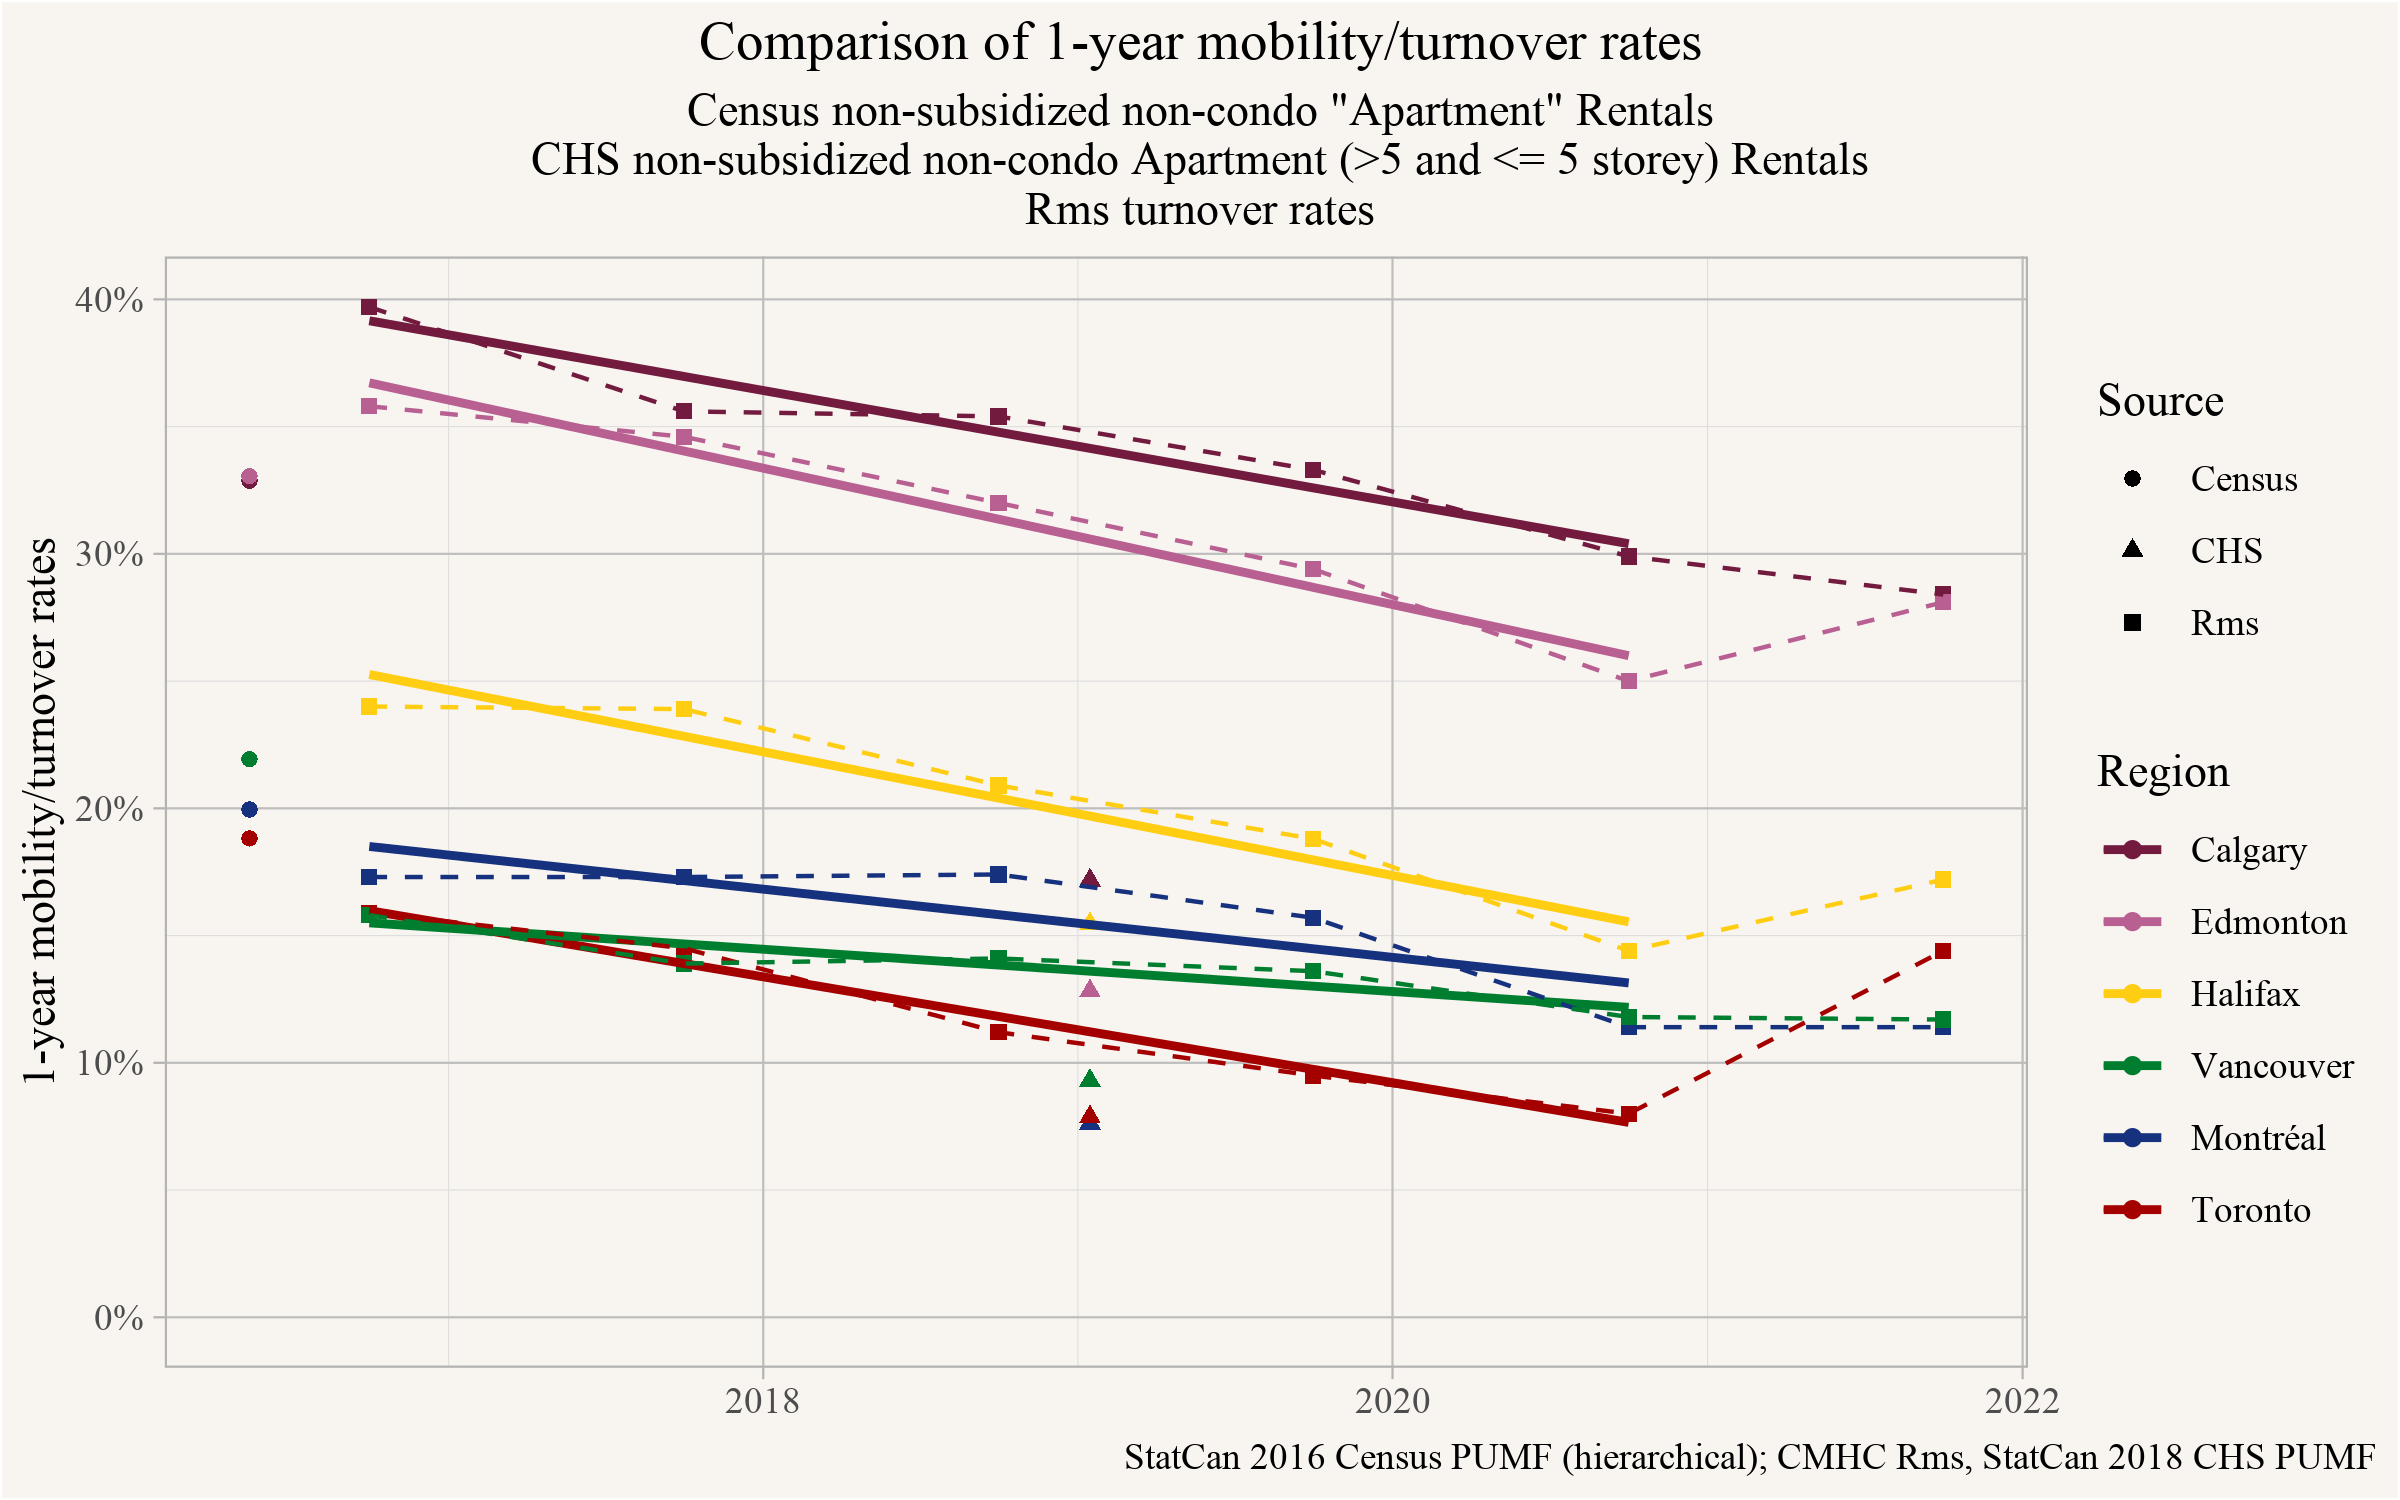 Comparison of 1-year mobility/turnover rates
Census non-subsidized non-condo "Apartment" Rentals
CHS non-subsidized non-condo Apartment (>5 and <= 5 storey) Rentals
Rms turnover rates
1-year mobility/turnover rates
40%
30%
20%
10%
0%
2018
2020
2022
Source
Census
CHS
Rms
Region
Calgary
Edmonton
Halifax
Vancouver
Montréal
Toronto
StatCan 2016 Census PUMF (hierarchical); CMHC Rms, StatCan 2018 CHS PUMF